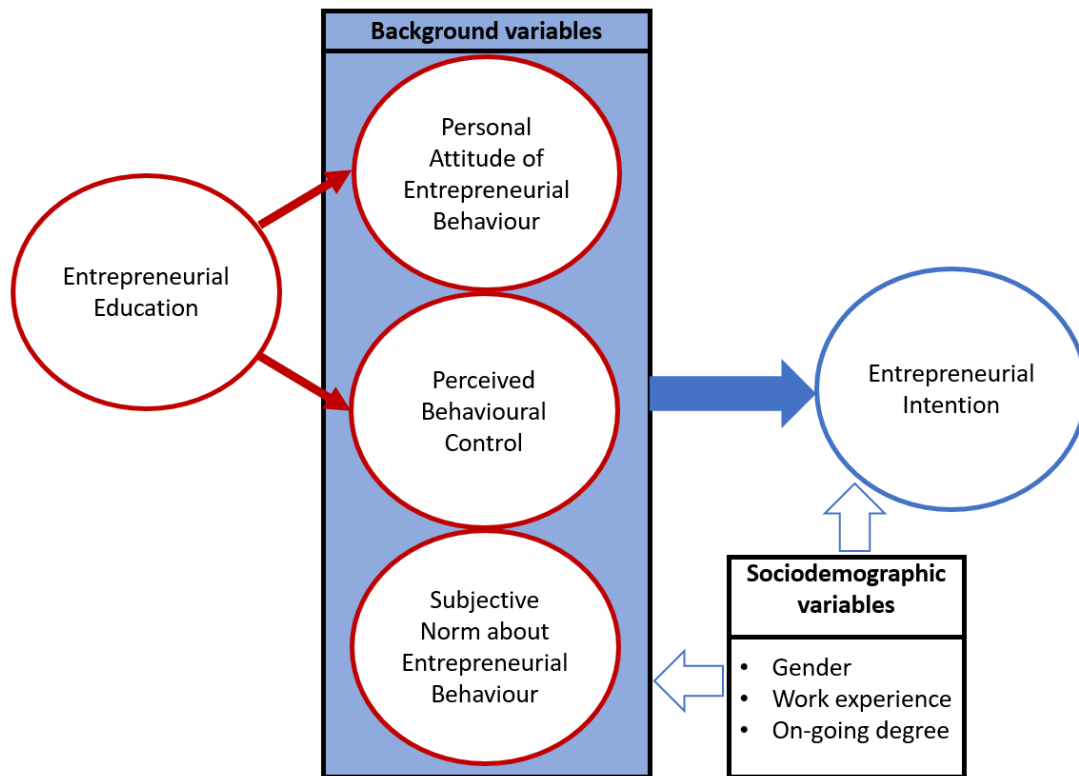 Background variables
Personal
Attitude of
Entrepreneurial
Behaviour
Entrepreneurial
Education
Perceived
Behavioural
Control
Entrepreneurial
Intention
Subjective
Norm about
Entrepreneurial
Behaviour
Sociodemographic
variables
• Gender
• Work experience
• On-going degree